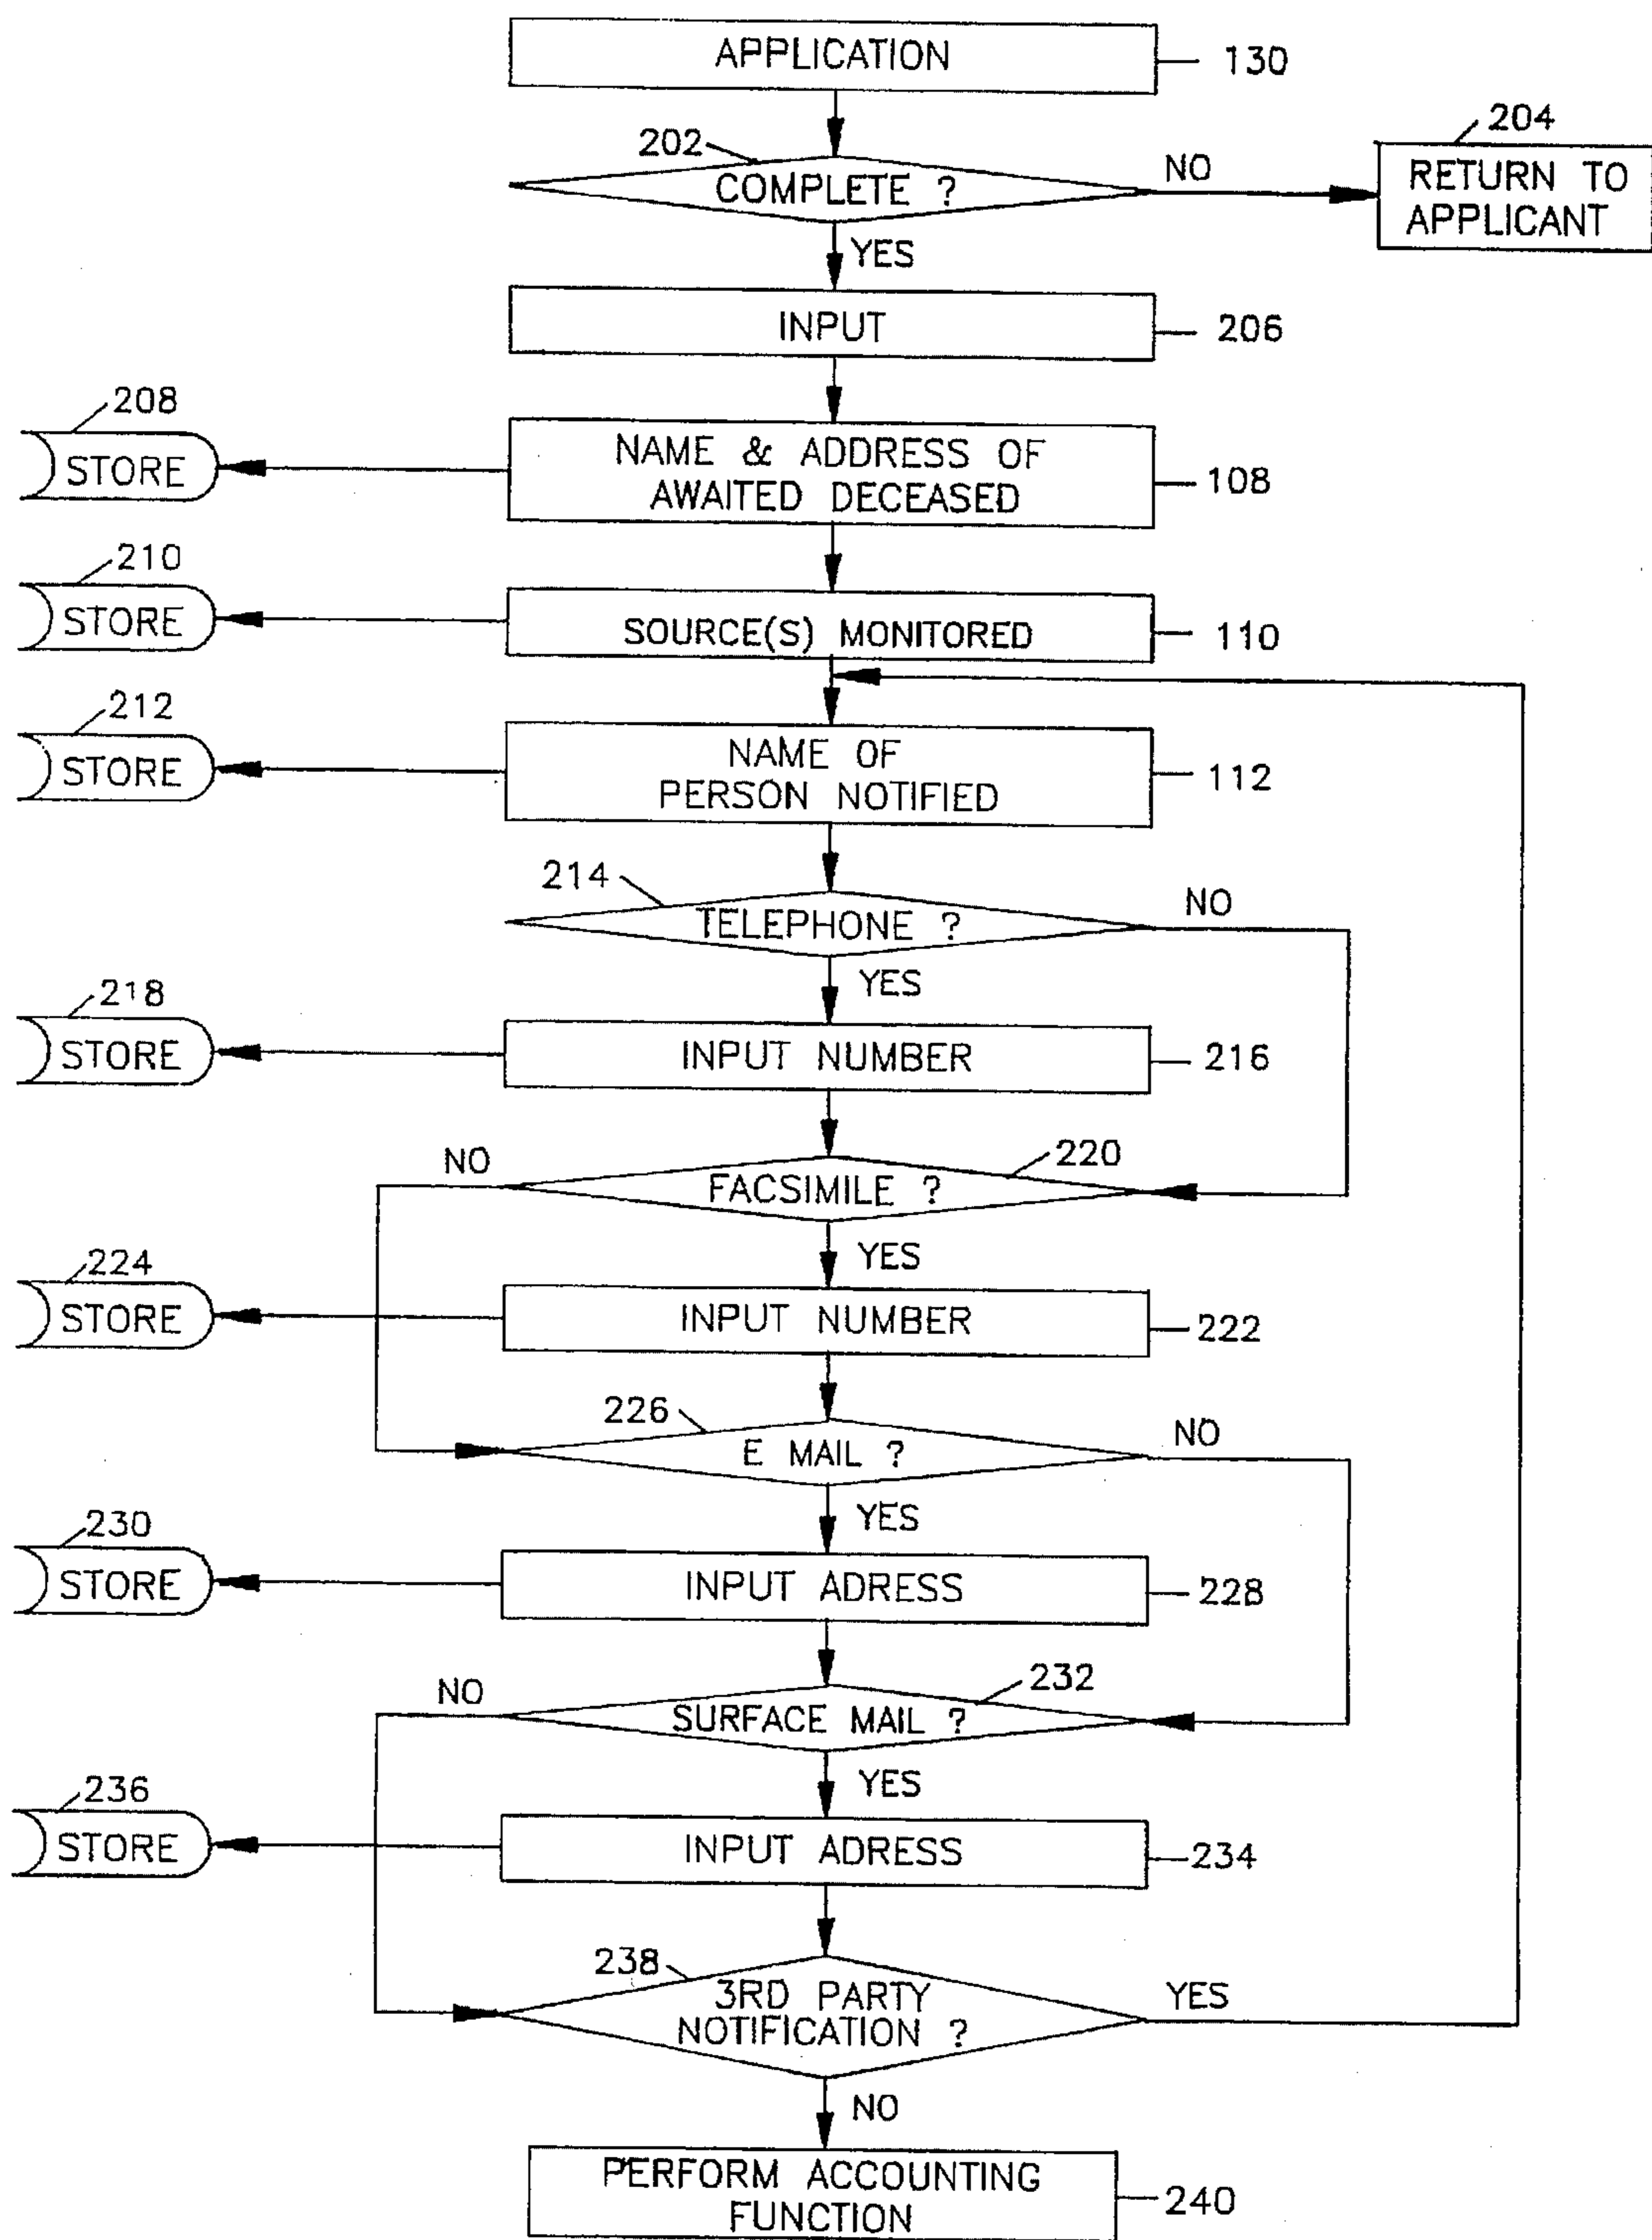 APPLICATION
130
202
COMPLETE ?
NO
204
RETURN TO
APPLICANT
YES
INPUT
206
208
STORE
NAME & ADDRESS OF
AWAITED DECEASED
108
210
STORE
SOURCE(S) MONITORED
110
212
STORE
NAME OF
PERSON NOTIFIED
112
214
TELEPHONE ?
NO
YES
218
STORE
INPUT NUMBER
216
NO
FACSIMILE ?
220
YES
224
STORE
INPUT NUMBER
222
226
E MAIL ?
NO
YES
230
STORE
INPUT ADRESS
228
NO
SURFACE MAIL ?
232
YES
236
STORE
INPUT ADRESS
234
238
3RD PARTY
NOTIFICATION ?
YES
NO
PERFORM ACCOUNTING
FUNCTION
240